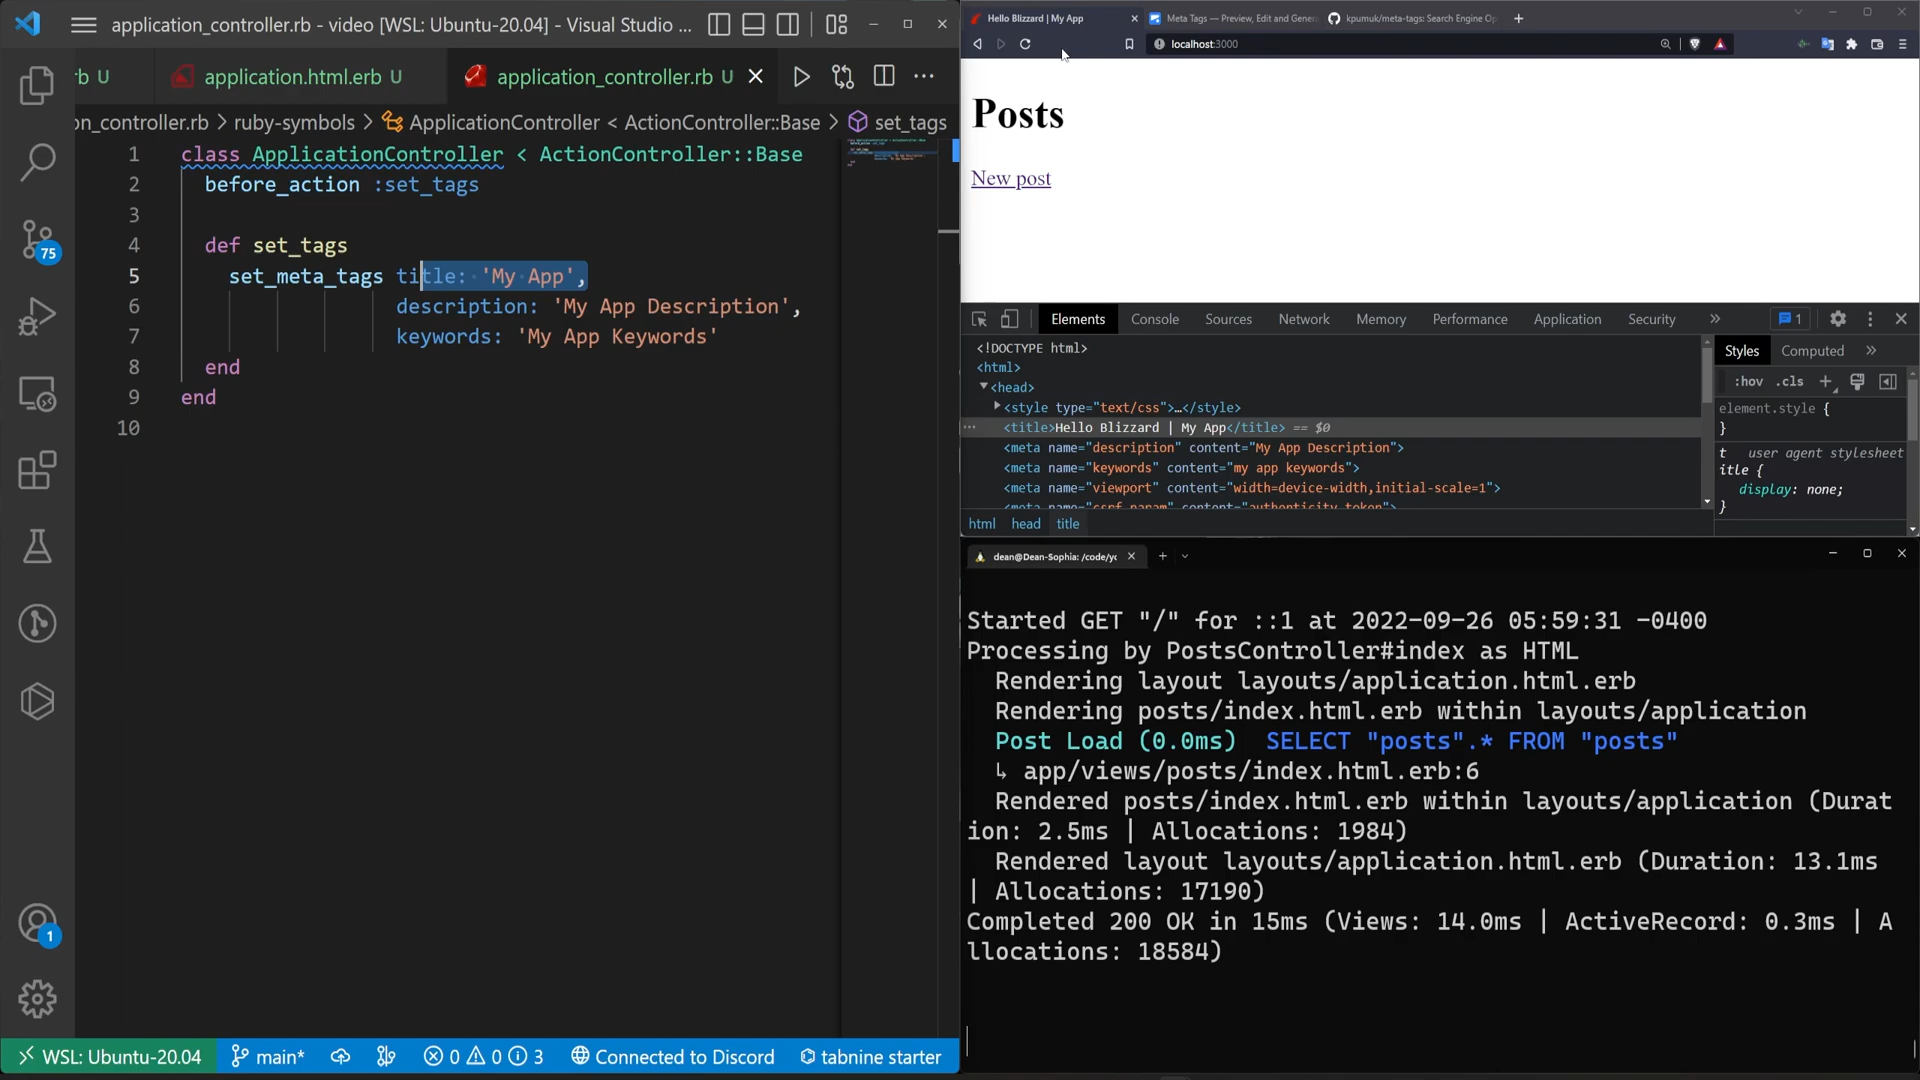 application_controller.rb - video [WSL: Ubuntu-20.04] - Visual Studio ...
rb U
application.html.erb U
application_controller.rb U
on_controller.rb > ruby-symbols > ApplicationController < ActionController::Base > set_tags
1 class ApplicationController < ActionController::Base
2 before_action :set_tags
3
4 def set_tags
5 set_meta_tags title: 'My App',
6 description: 'My App Description',
7 keywords: 'My App Keywords'
8 end
9 end
10
75
1
WSL: Ubuntu-20.04 main* 0 0 3 Connected to Discord tabnine starter
Hello Blizzard | My App
Meta Tags — Preview, Edit and Gener
kpumuk/meta-tags: Search Engine Op
localhost:3000
Posts
New post
Elements Console Sources Network Memory Performance Application Security » 1
<!DOCTYPE html>
<html>
<head>
<style type="text/css">…</style>
<title>Hello Blizzard | My App</title> == $0
<meta name="description" content="My App Description">
<meta name="keywords" content="my app keywords">
<meta name="viewport" content="width=device-width,initial-scale=1">
<meta name="csrf-param" content="authenticity_token">
html head title
Styles Computed »
:hov .cls +
element.style {
}
t user agent stylesheet
itle {
display: none;
}
dean@Dean-Sophia: /code/yc
Started GET "/" for ::1 at 2022-09-26 05:59:31 -0400
Processing by PostsController#index as HTML
Rendering layout layouts/application.html.erb
Rendering posts/index.html.erb within layouts/application
Post Load (0.0ms) SELECT "posts".* FROM "posts"
↳ app/views/posts/index.html.erb:6
Rendered posts/index.html.erb within layouts/application (Durat
ion: 2.5ms | Allocations: 1984)
Rendered layout layouts/application.html.erb (Duration: 13.1ms
| Allocations: 17190)
Completed 200 OK in 15ms (Views: 14.0ms | ActiveRecord: 0.3ms | A
llocations: 18584)